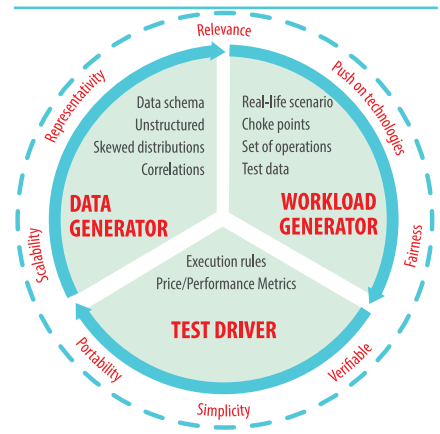 Relevance
Representativity
Push on technologies
Data schema
Unstructured
Skewed distributions
Correlations
DATA
GENERATOR
Real-life scenario
Choke points
Set of operations
Test data
WORKLOAD
GENERATOR
Scalability
Fairness
Execution rules
Price/Performance Metrics
TEST DRIVER
Portability
Verifiable
Simplicity